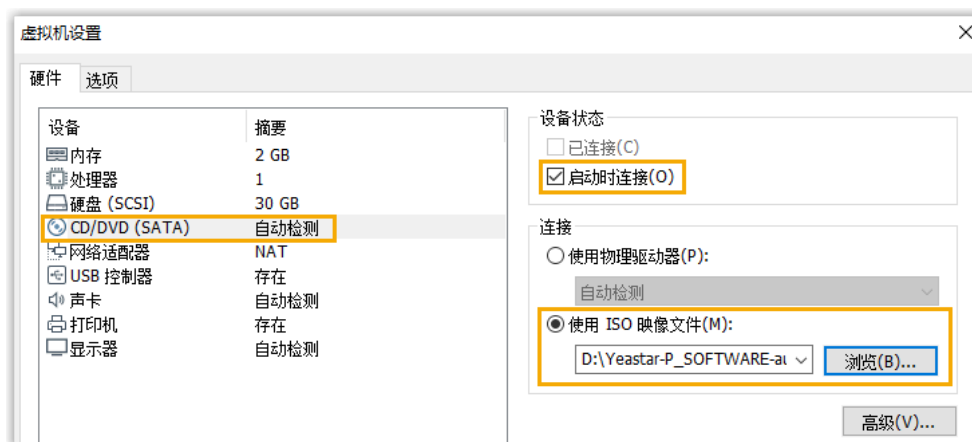 虚拟机设置
硬件 选项
设备 摘要
内存 2 GB
处理器 1
硬盘 (SCSI) 30 GB
CD/DVD (SATA) 自动检测
网络适配器 NAT
USB 控制器 存在
声卡 自动检测
打印机 存在
显示器 自动检测
设备状态
已连接(C)
启动时连接(O)
连接
使用物理驱动器(P):
自动检测
使用 ISO 映像文件(M):
D:\Yeastar-P_SOFTWARE-au 浏览(B)...
高级(V)...